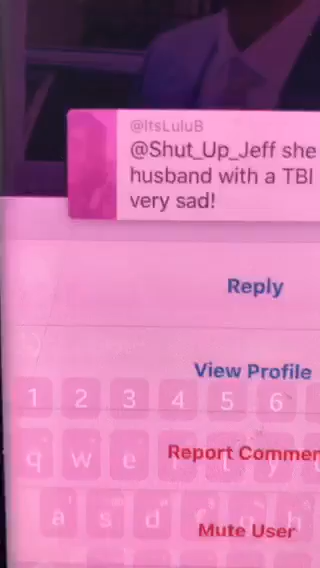 @ItsLuluB
@Shut_Up_Jeff she
husband with a TBI
very sad!
Reply
View Profile
1 2 3 4 5 6
Report Commen
q w e r t y
Mute User
a s d